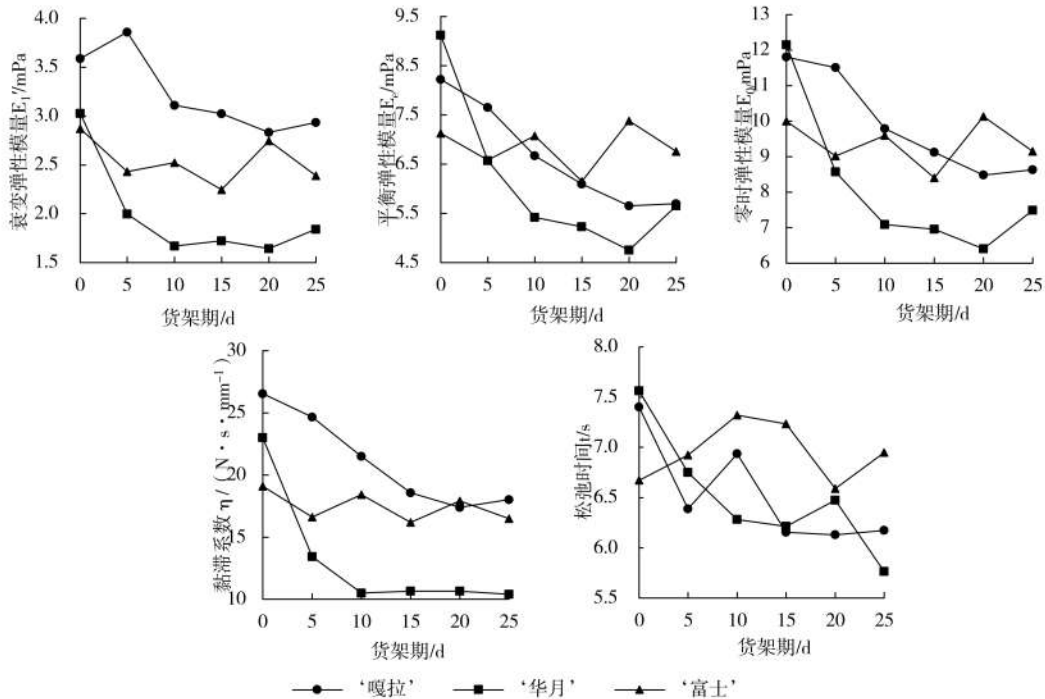 衰变弹性模量E₁′/mPa
4.0
3.5
3.0
2.5
2.0
1.5
0 5 10 15 20 25
货架期/d
平衡弹性模量Eₑ/mPa
9.5
8.5
7.5
6.5
5.5
4.5
0 5 10 15 20 25
货架期/d
零时弹性模量E₀/mPa
13
12
11
10
9
8
7
6
0 5 10 15 20 25
货架期/d
黏滞系数η/(N·s·mm⁻¹)
30
25
20
15
10
0 5 10 15 20 25
货架期/d
松弛时间t/s
8.0
7.5
7.0
6.5
6.0
5.5
0 5 10 15 20 25
货架期/d
‘嘎拉’ ‘华月’ ‘富士’